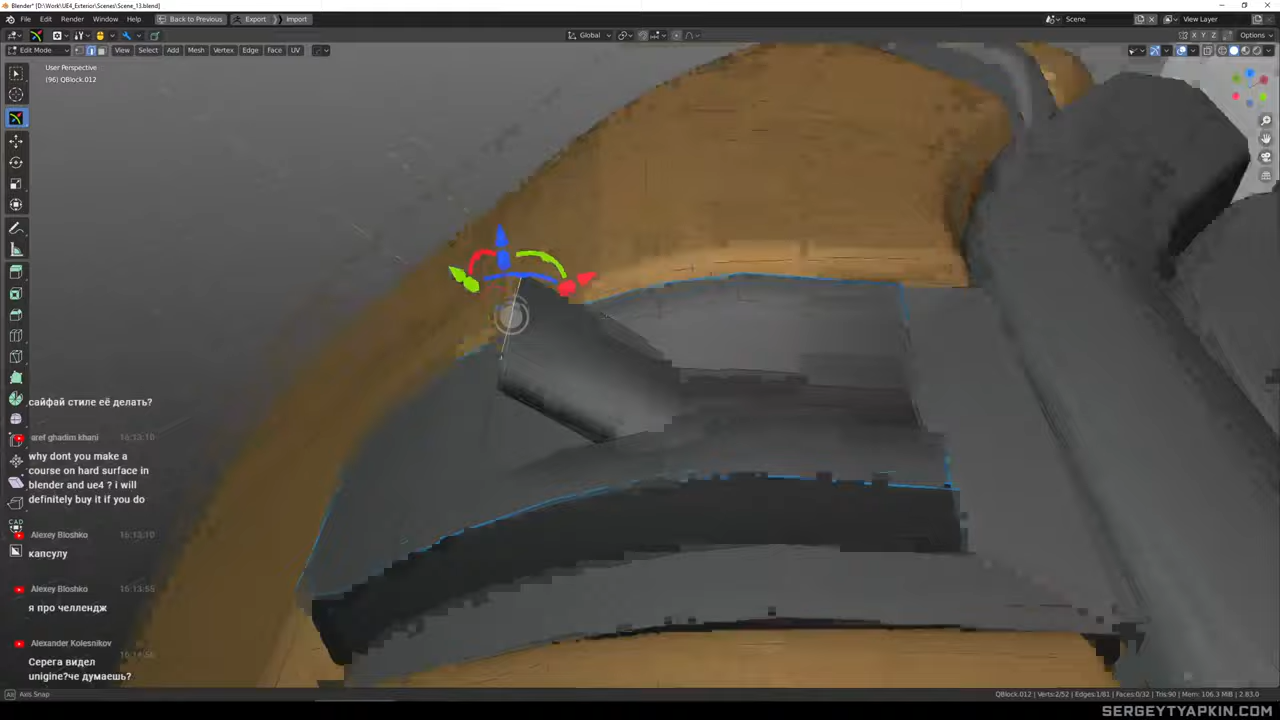 Blender* [D:\Work\UE4_Exterior\Scenes\Scene_13.blend]
File Edit Render Window Help Back to Previous Export Import Scene View Layer
Global X Y Z Options
Edit Mode View Select Add Mesh Vertex Edge Face UV
User Perspective
(96) QBlock.012
CAD
сайфай стиле её делать?
aref ghadim khani 16:13:10
why dont you make a
course on hard surface in
blender and ue4 ? i will
definitely buy it if you do
Alexey Bloshko 16:13:10
капсулу
Alexey Bloshko 16:13:55
я про челлендж
Alexander Kolesnikov
Серега видел
unigine?че думаешь?
Axis Snap
QBlock.012 | Verts:2/52 | Edges:1/81 | Faces:0/32 | Tris:90 | Mem: 106.3 MiB | 2.83.0
SERGEYTYAPKIN.COM